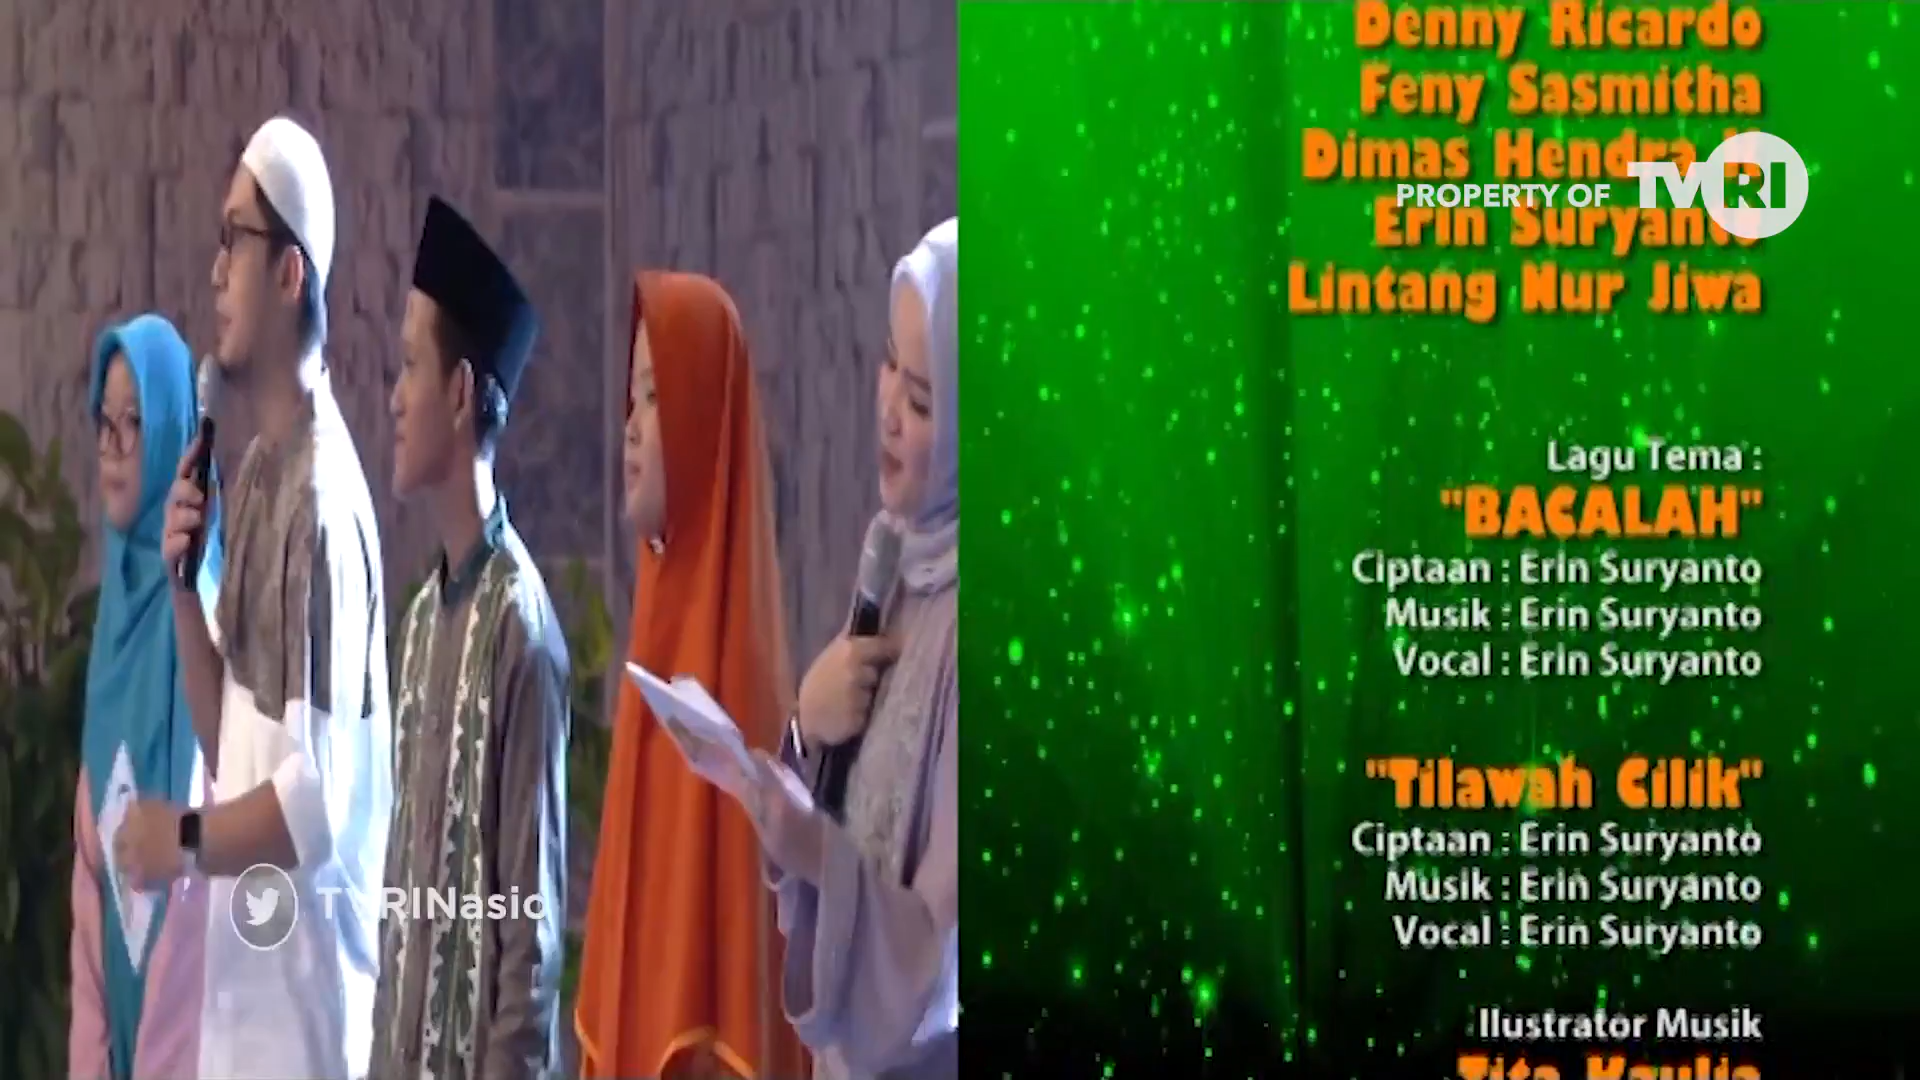 Denny Ricardo
Feny Sasmitha
Dimas Hendra
PROPERTY OF TVRI
Erin Suryanto
Lintang Nur Jiwa
Lagu Tema :
"BACALAH"
Ciptaan : Erin Suryanto
Musik : Erin Suryanto
Vocal : Erin Suryanto
"Tilawah Cilik"
Ciptaan : Erin Suryanto
Musik : Erin Suryanto
Vocal : Erin Suryanto
TVRINasio
Ilustrator Musik